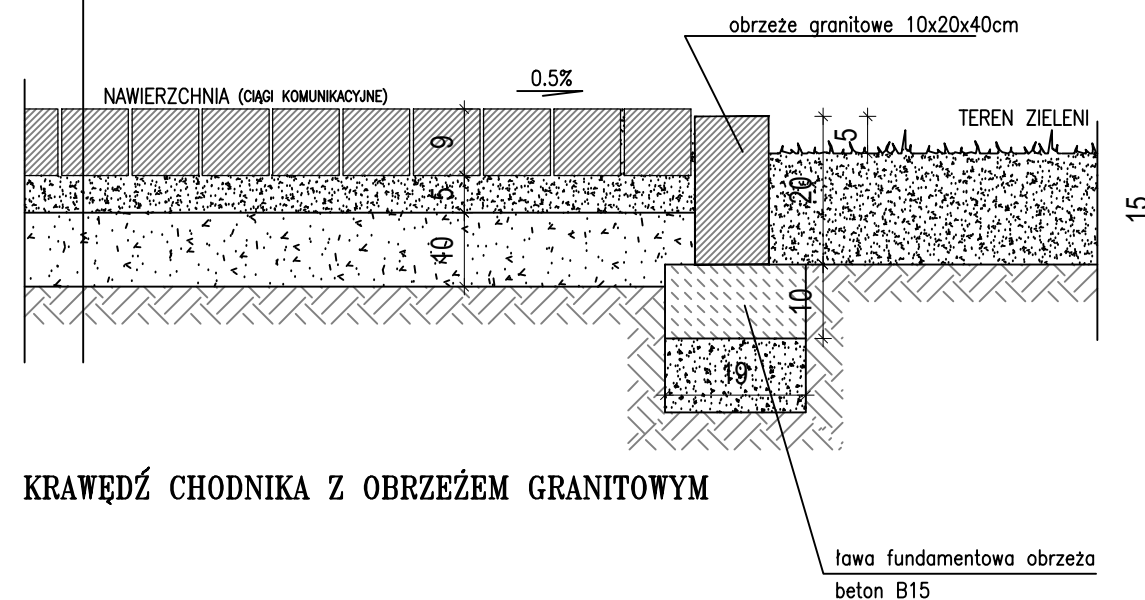 obrzeże granitowe 10x20x40cm
0.5%
NAWIERZCHNIA (CIĄGI KOMUNIKACYJNE)
TEREN ZIELENI
9
5
5
20
15
10
10
19
KRAWĘDŹ CHODNIKA Z OBRZEŻEM GRANITOWYM
ława fundamentowa obrzeża
beton B15